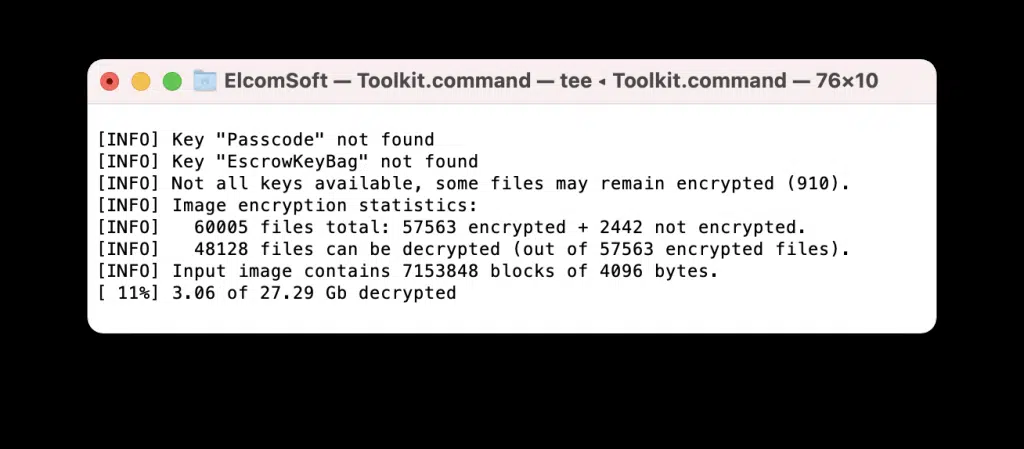 ElcomSoft — Toolkit.command — tee ◂ Toolkit.command — 76×10
[INFO] Key "Passcode" not found
[INFO] Key "EscrowKeyBag" not found
[INFO] Not all keys available, some files may remain encrypted (910).
[INFO] Image encryption statistics:
[INFO]   60005 files total: 57563 encrypted + 2442 not encrypted.
[INFO]   48128 files can be decrypted (out of 57563 encrypted files).
[INFO] Input image contains 7153848 blocks of 4096 bytes.
[ 11%] 3.06 of 27.29 Gb decrypted